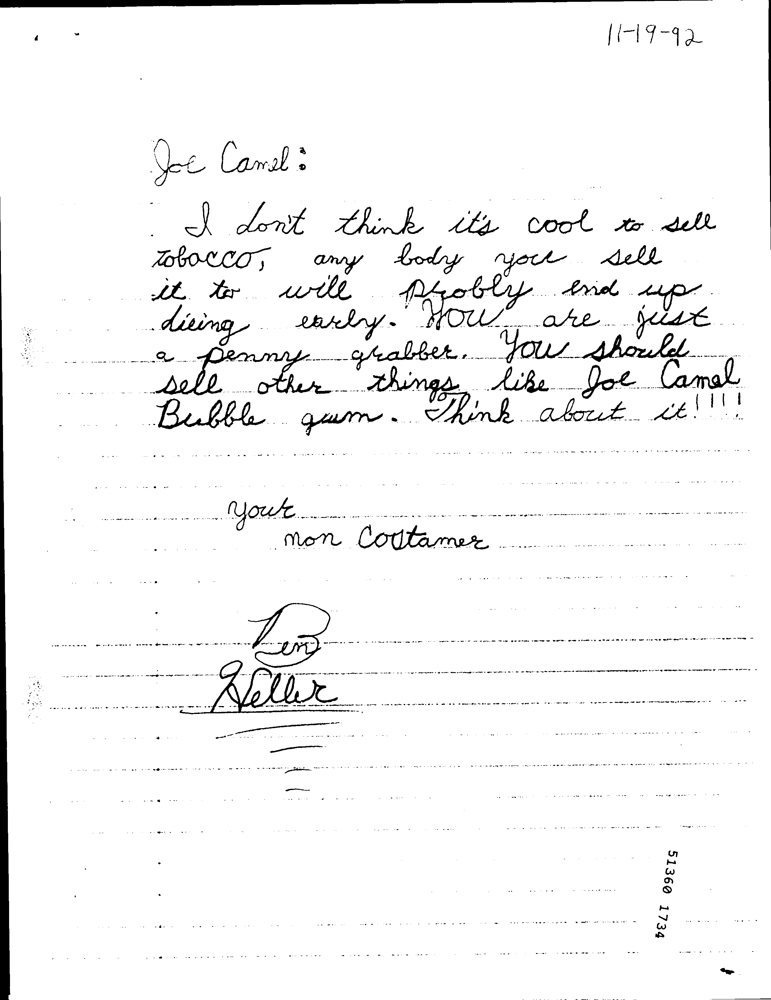 11-19-92
Joe Camel:
I don't think it's cool to sell
tobacco, any body you sell
it to will probly end up
dieing early. You are just
a penny grabber. You should
sell other things like Joe Camel
Bubble gum. Think about it!!!!
your
non Costamer
Ben
Heller
51360 1734